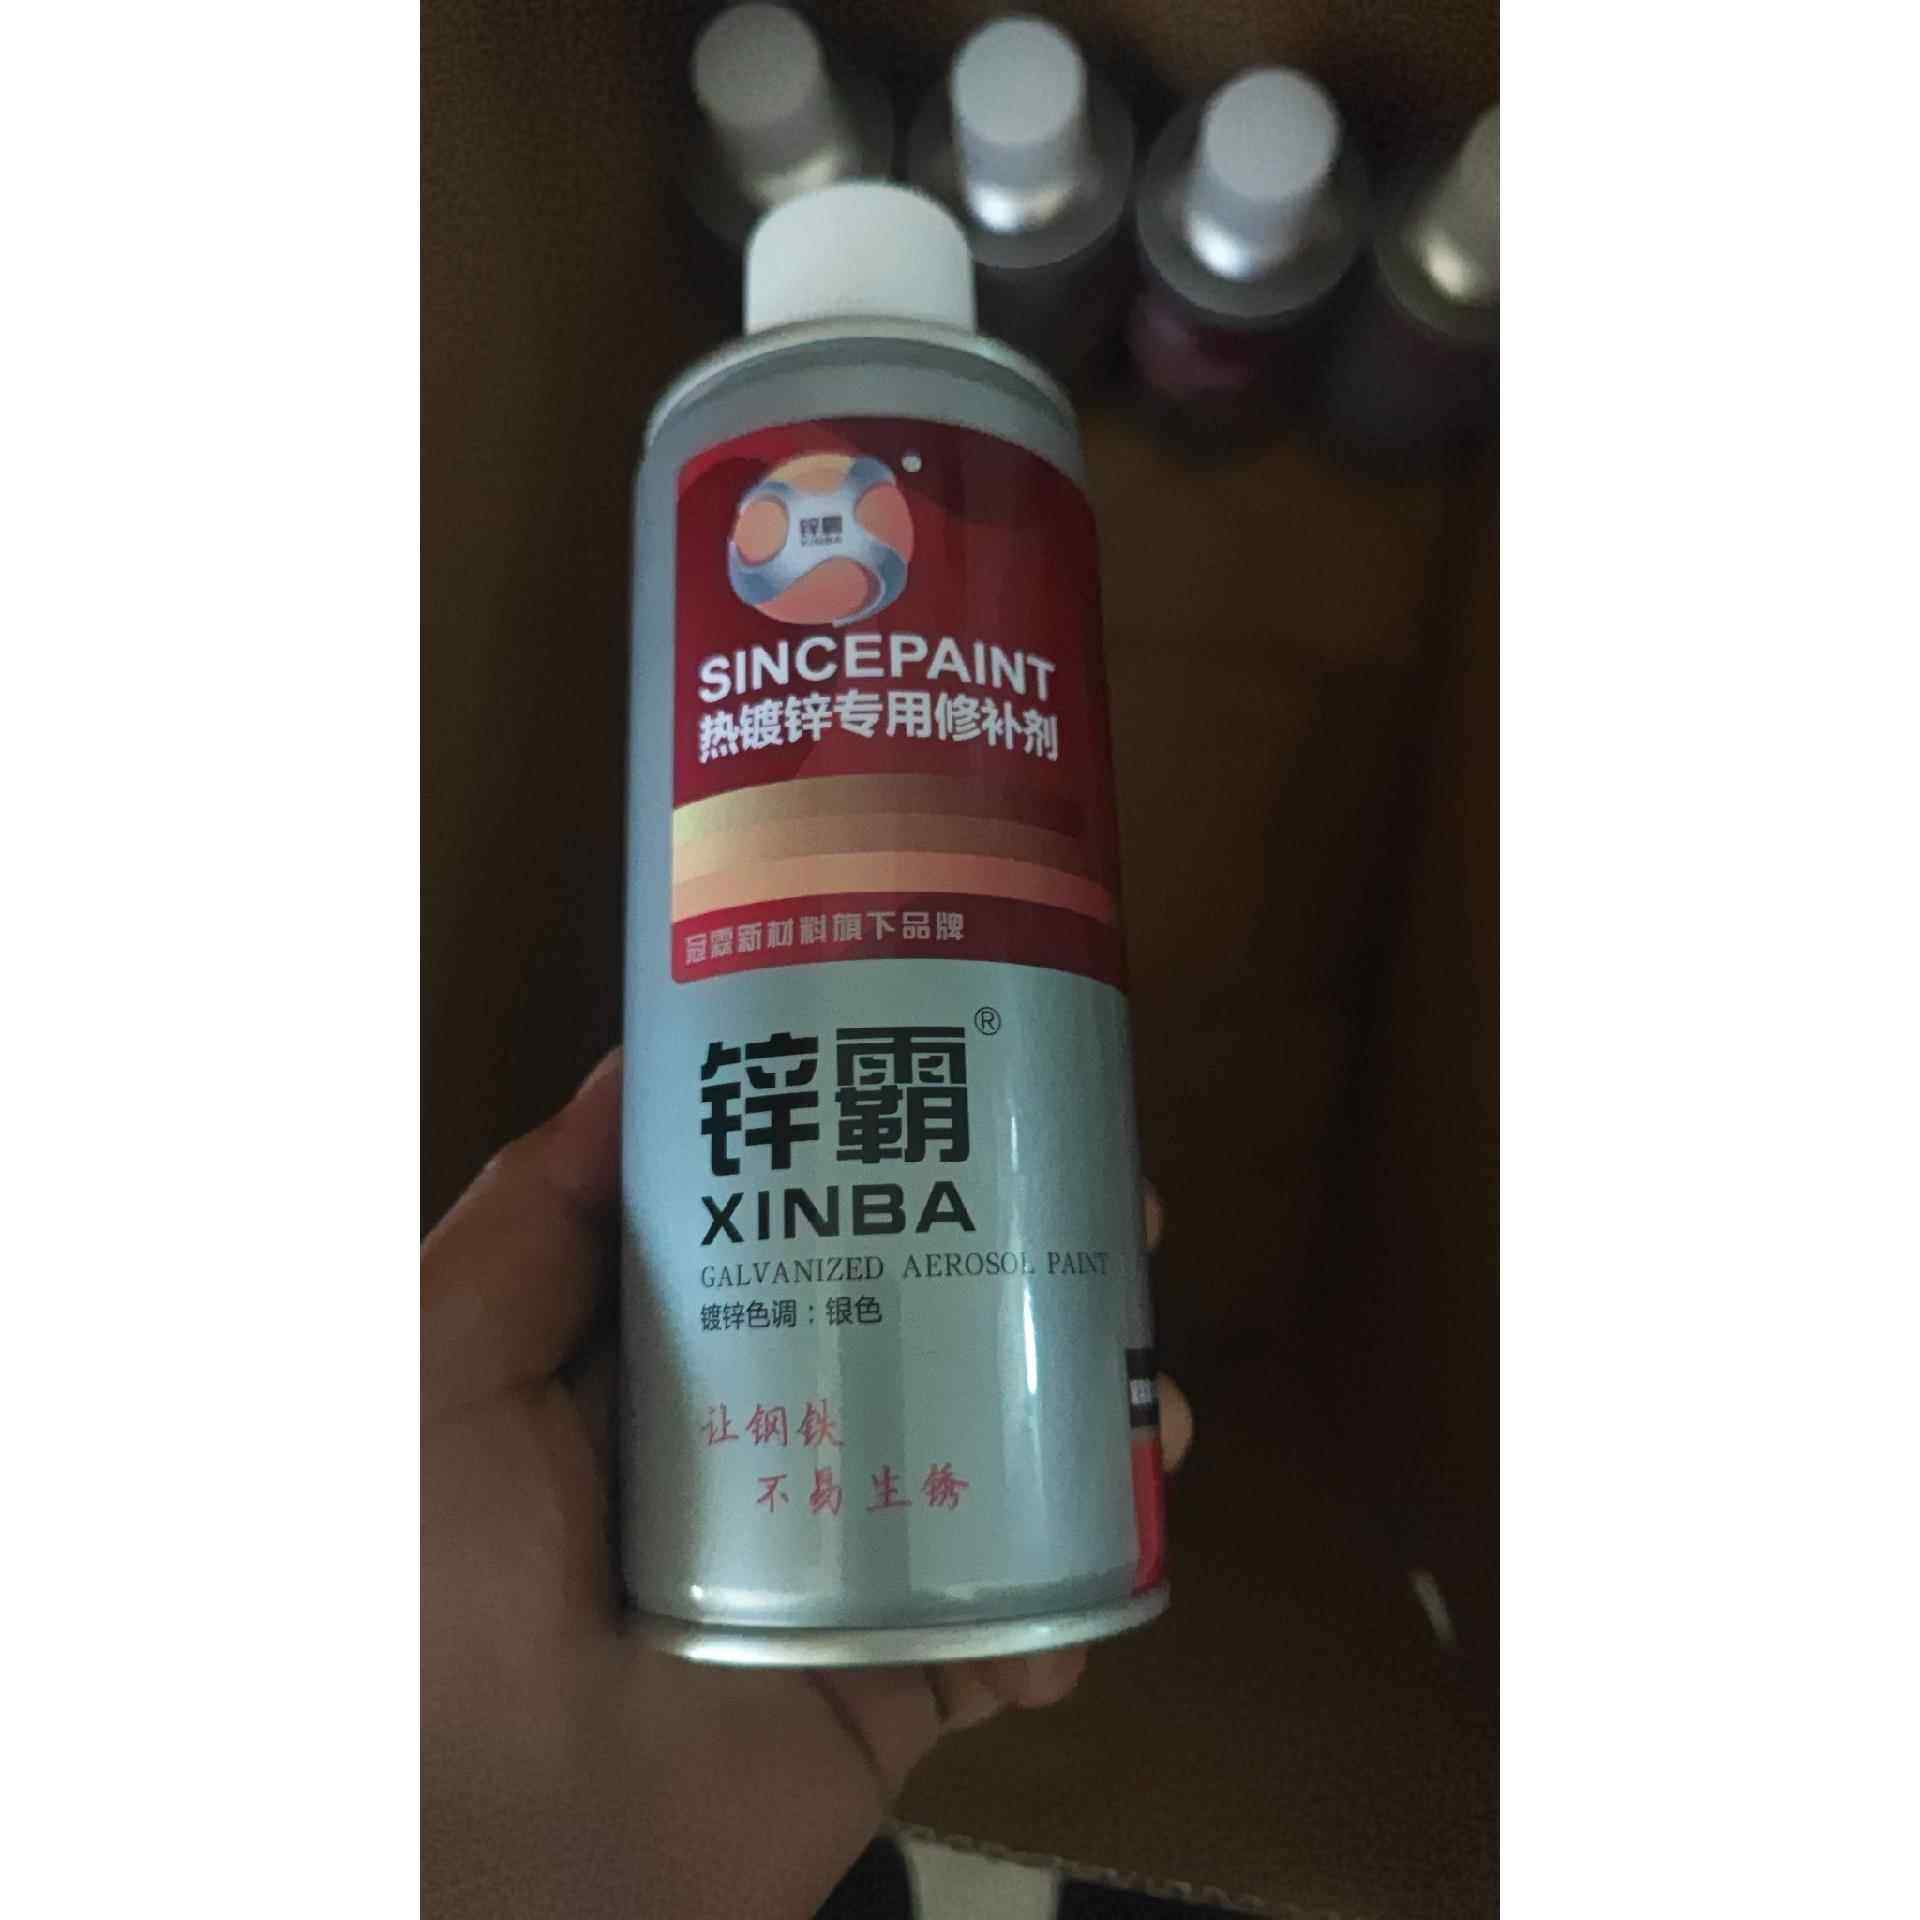 锌霸
XINBA
SINCEPAINT
热镀锌专用修补剂
冠霖新材料旗下品牌
锌霸®
XINBA
GALVANIZED AEROSOL PAINT
镀锌色调：银色
让钢铁
不易生锈